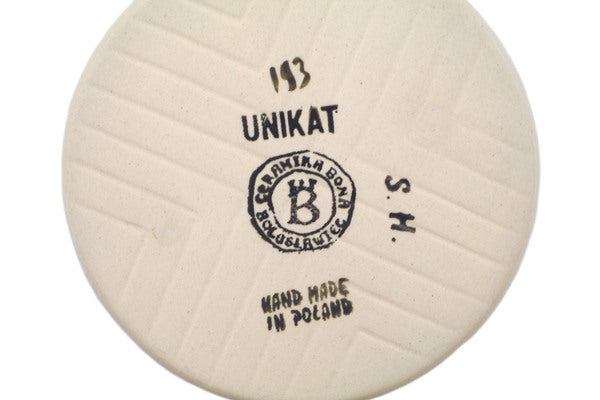 193
UNIKAT
CERAMIKA BONA
BOLESŁAWIEC
B
S.H.
HAND MADE
IN POLAND